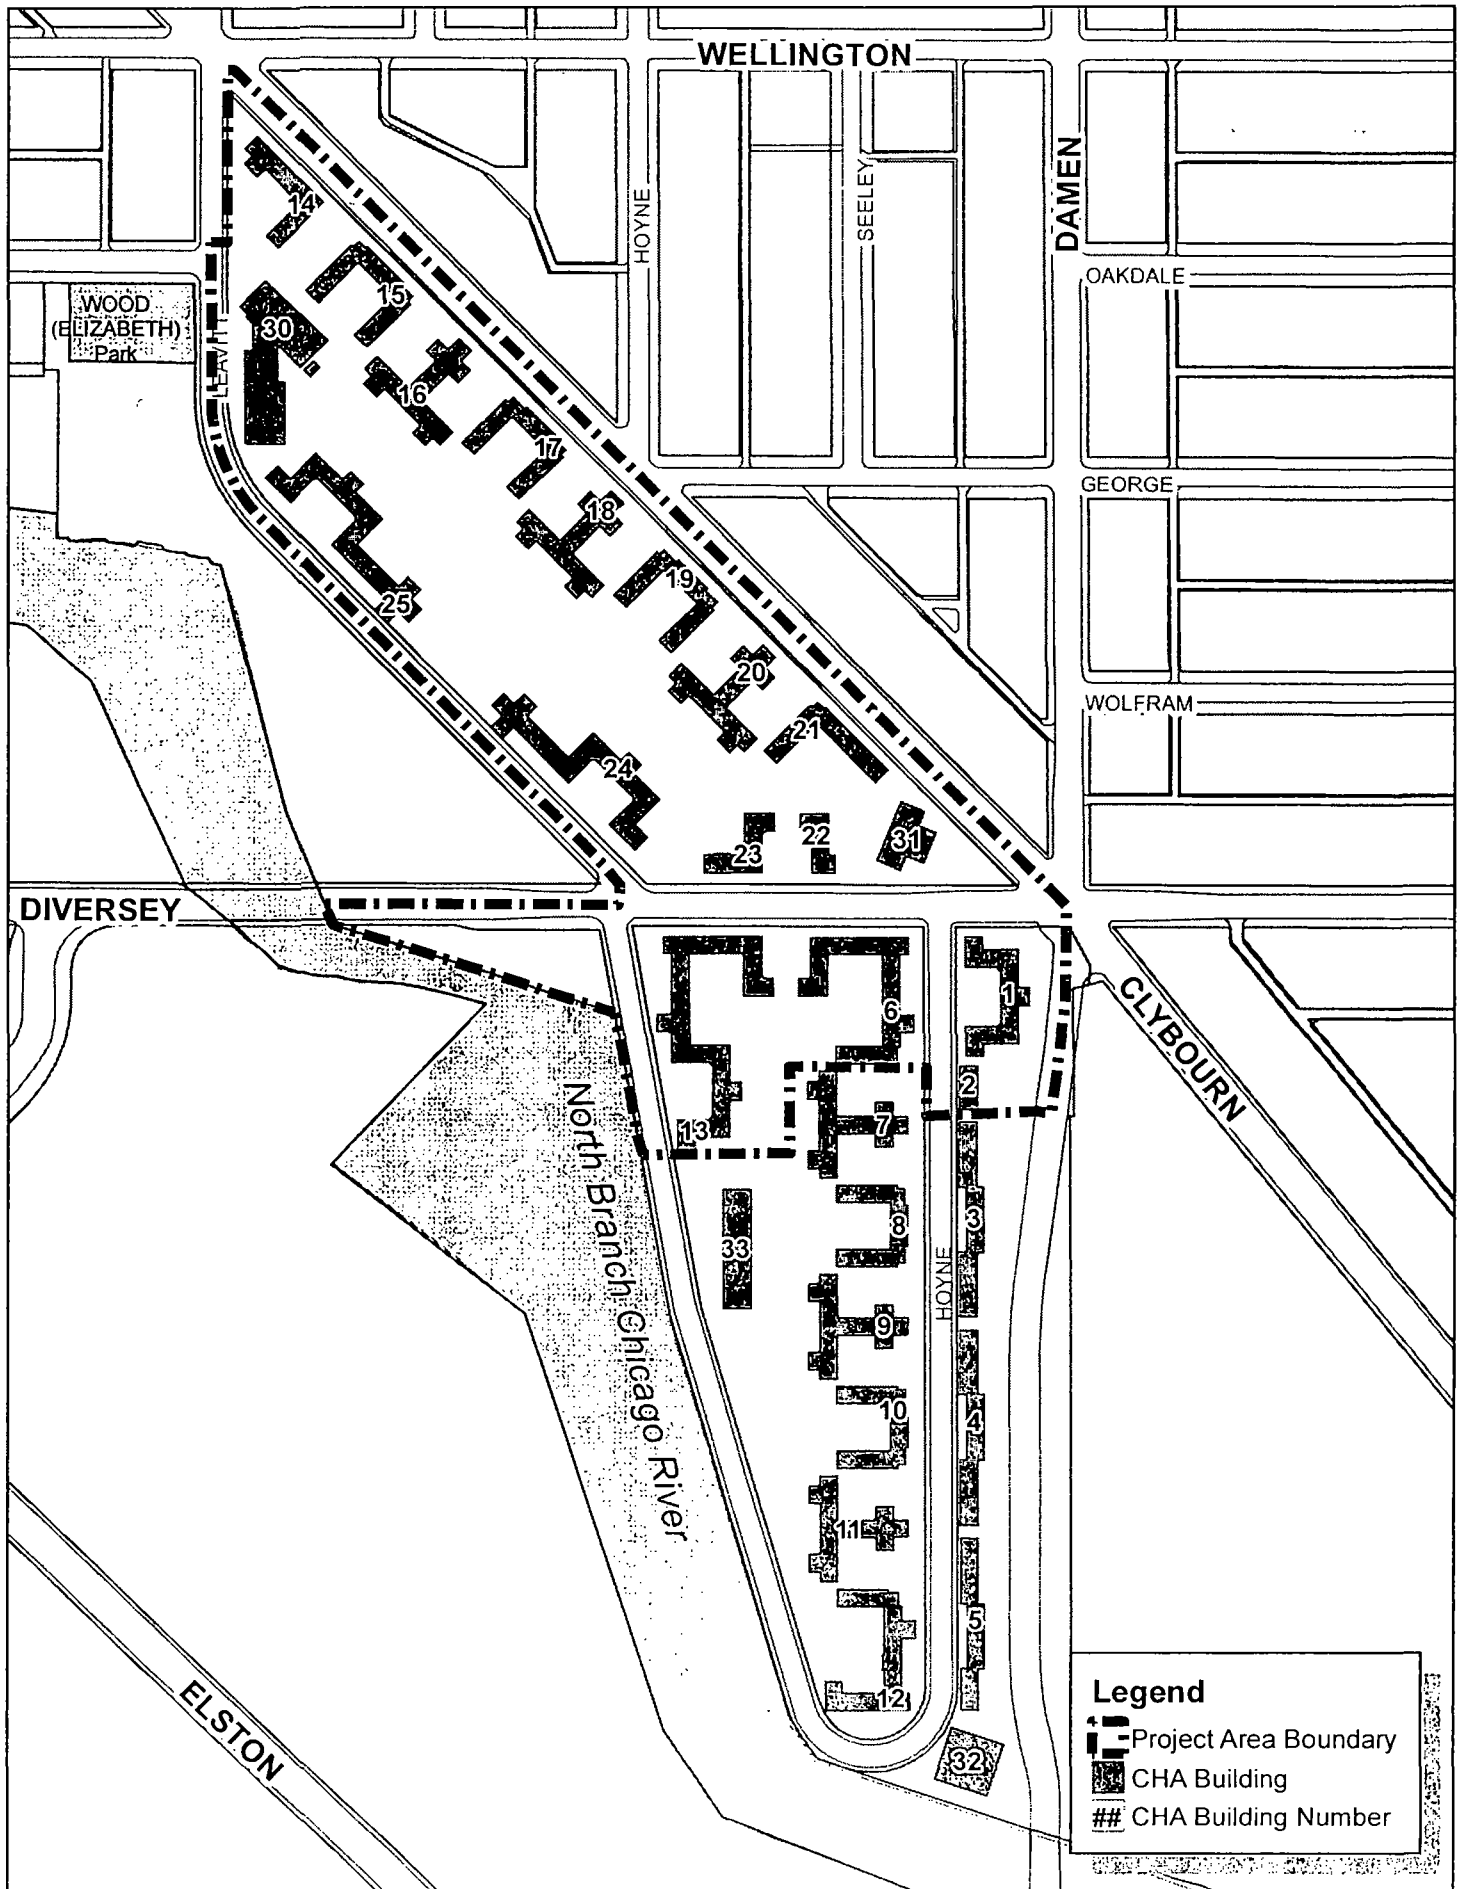 WELLINGTON
DAMEN
HOYNE
SEELEY
14
OAKDALE
15
WOOD
(ELIZABETH)
Park
30
LEAVITT
16
17
GEORGE
18
19
25
20
WOLFRAM
21
24
31
22
23
DIVERSEY
1
CLYBOURN
6
2
7
13
North Branch Chicago River
3
8
33
HOYNE
9
10
4
11
5
12
ELSTON
32
Legend
Project Area Boundary
CHA Building
## CHA Building Number